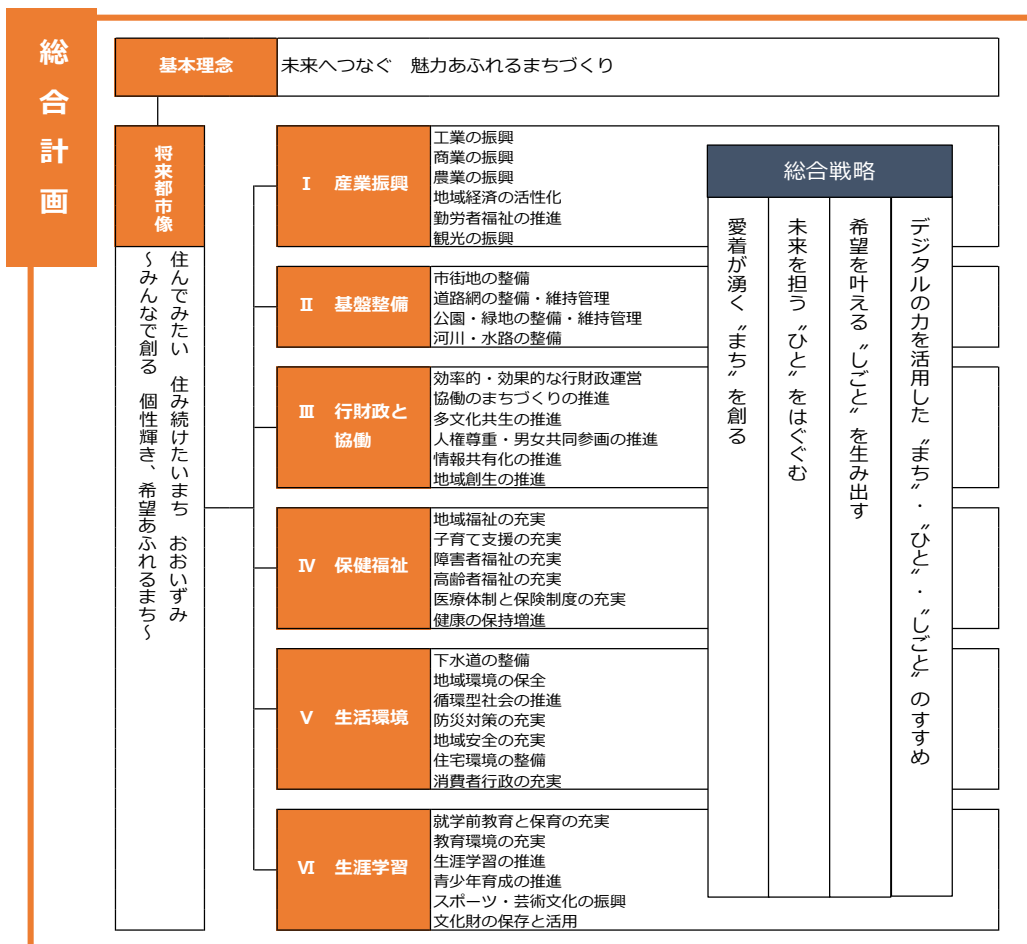 総合計画
基本理念
未来へつなぐ　魅力あふれるまちづくり
将来都市像
住んでみたい　住み続けたいまち　おおいずみ
～みんなで創る　個性輝き、希望あふれるまち～
Ⅰ　産業振興
工業の振興
商業の振興
農業の振興
地域経済の活性化
勤労者福祉の推進
観光の振興
Ⅱ　基盤整備
市街地の整備
道路網の整備・維持管理
公園・緑地の整備・維持管理
河川・水路の整備
Ⅲ　行財政と
協働
効率的・効果的な行財政運営
協働のまちづくりの推進
多文化共生の推進
人権尊重・男女共同参画の推進
情報共有化の推進
地域創生の推進
Ⅳ　保健福祉
地域福祉の充実
子育て支援の充実
障害者福祉の充実
高齢者福祉の充実
医療体制と保険制度の充実
健康の保持増進
Ⅴ　生活環境
下水道の整備
地域環境の保全
循環型社会の推進
防災対策の充実
地域安全の充実
住宅環境の整備
消費者行政の充実
Ⅵ　生涯学習
就学前教育と保育の充実
教育環境の充実
生涯学習の推進
青少年育成の推進
スポーツ・芸術文化の振興
文化財の保存と活用
総合戦略
デジタルの力を活用した〝まち〟・〝ひと〟・〝しごと〟のすすめ
希望を叶える〝しごと〟を生み出す
未来を担う〝ひと〟をはぐくむ
愛着が湧く〝まち〟を創る